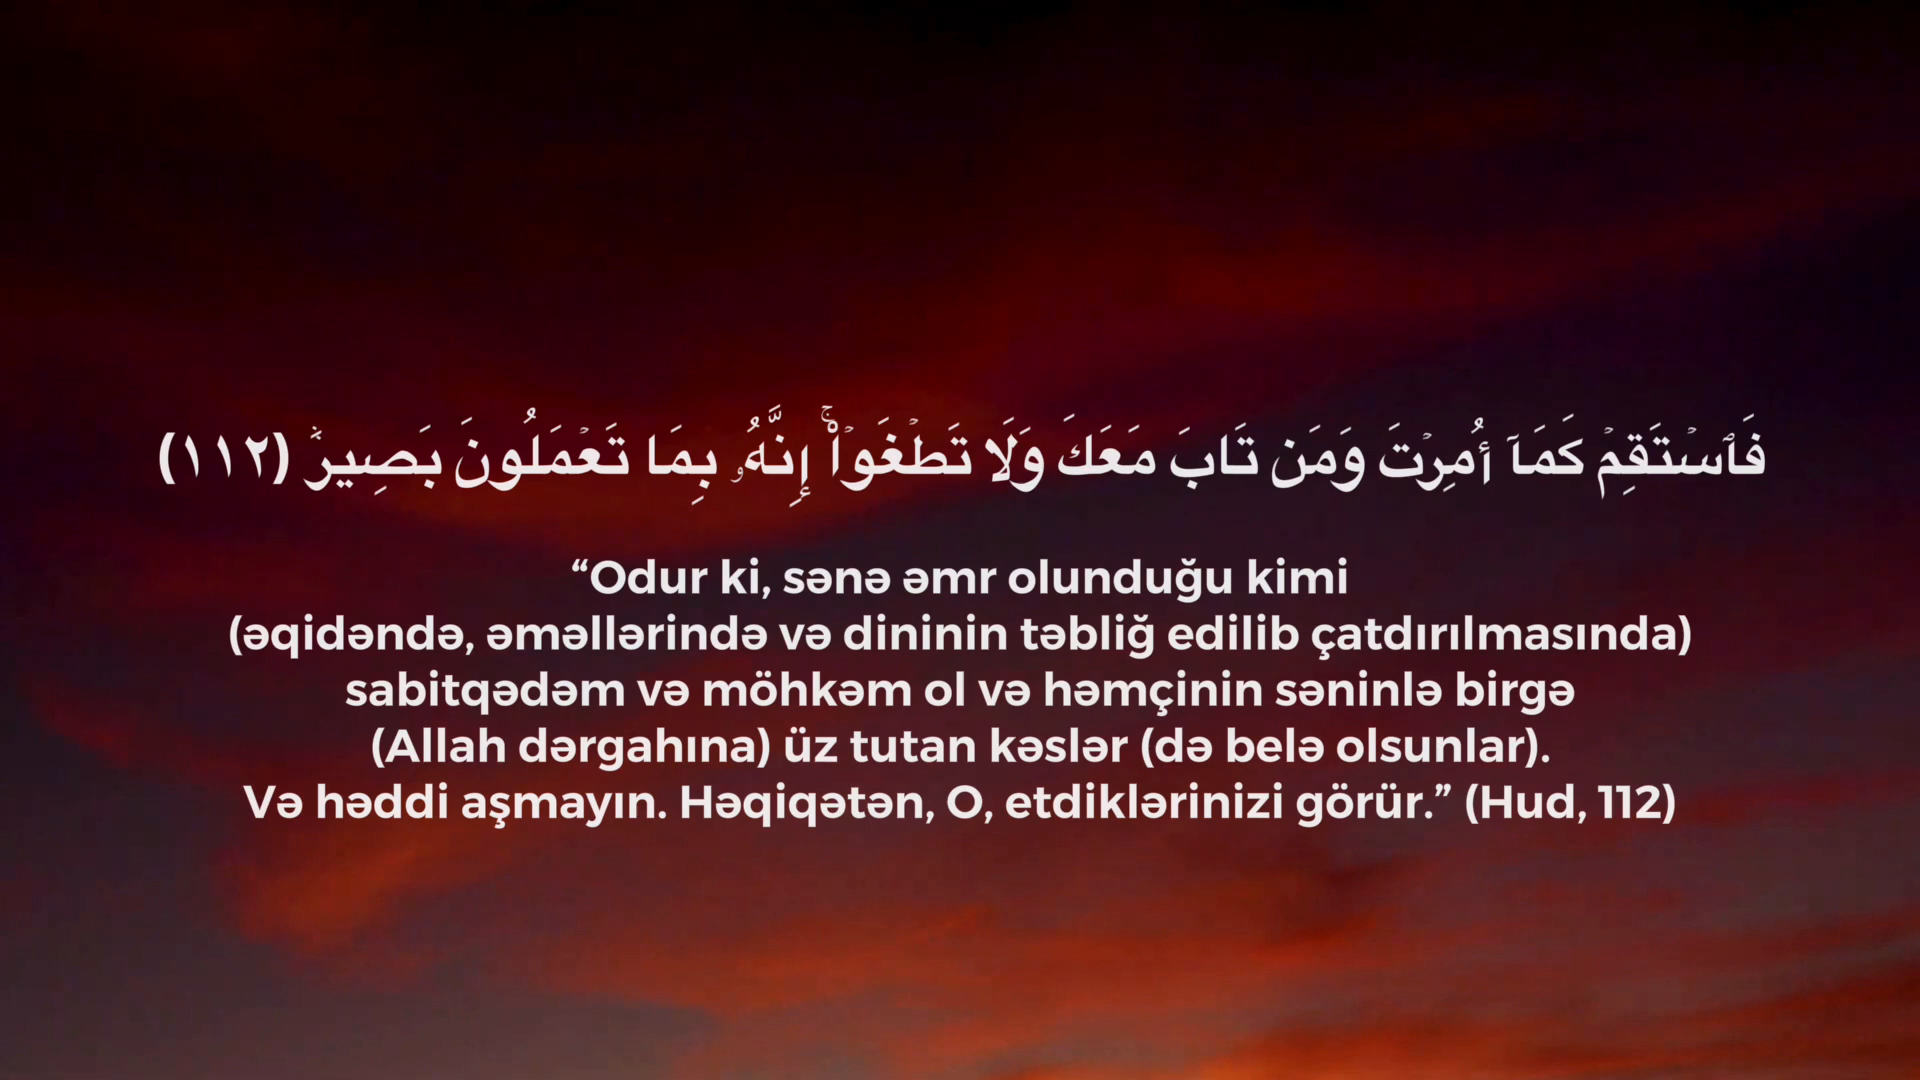 فَٱسۡتَقِمۡ كَمَآ أُمِرۡتَ وَمَن تَابَ مَعَكَ وَلَا تَطۡغَوۡاْۚ إِنَّهُۥ بِمَا تَعۡمَلُونَ بَصِيرٞ (١١٢)
“Odur ki, sənə əmr olunduğu kimi
(əqidəndə, əməllərində və dininin təbliğ edilib çatdırılmasında)
sabitqədəm və möhkəm ol və həmçinin səninlə birgə
(Allah dərgahına) üz tutan kəslər (də belə olsunlar).
Və həddi aşmayın. Həqiqətən, O, etdiklərinizi görür.” (Hud, 112)